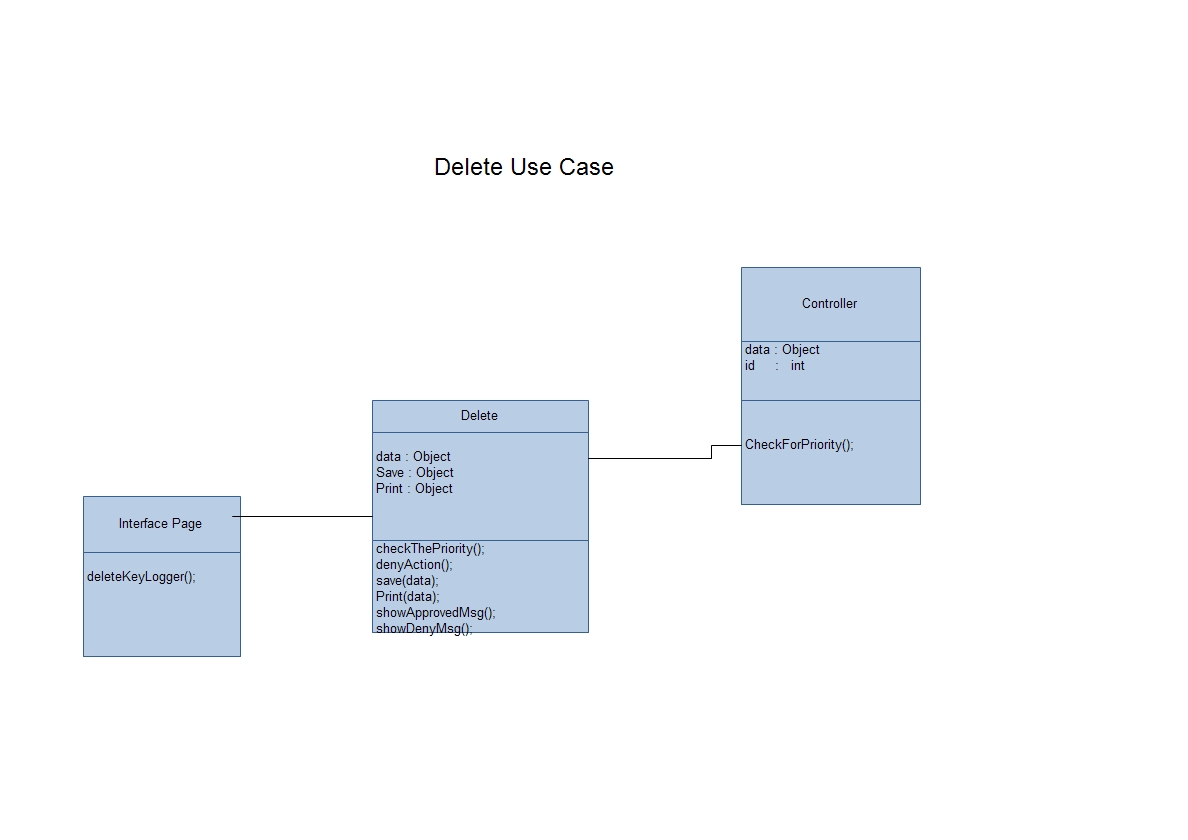 Delete Use Case
Controller
data : Object
id : int
CheckForPriority();
Delete
data : Object
Save : Object
Print : Object
checkThePriority();
denyAction();
save(data);
Print(data);
showApprovedMsg();
showDenyMsg();
Interface Page
deleteKeyLogger();